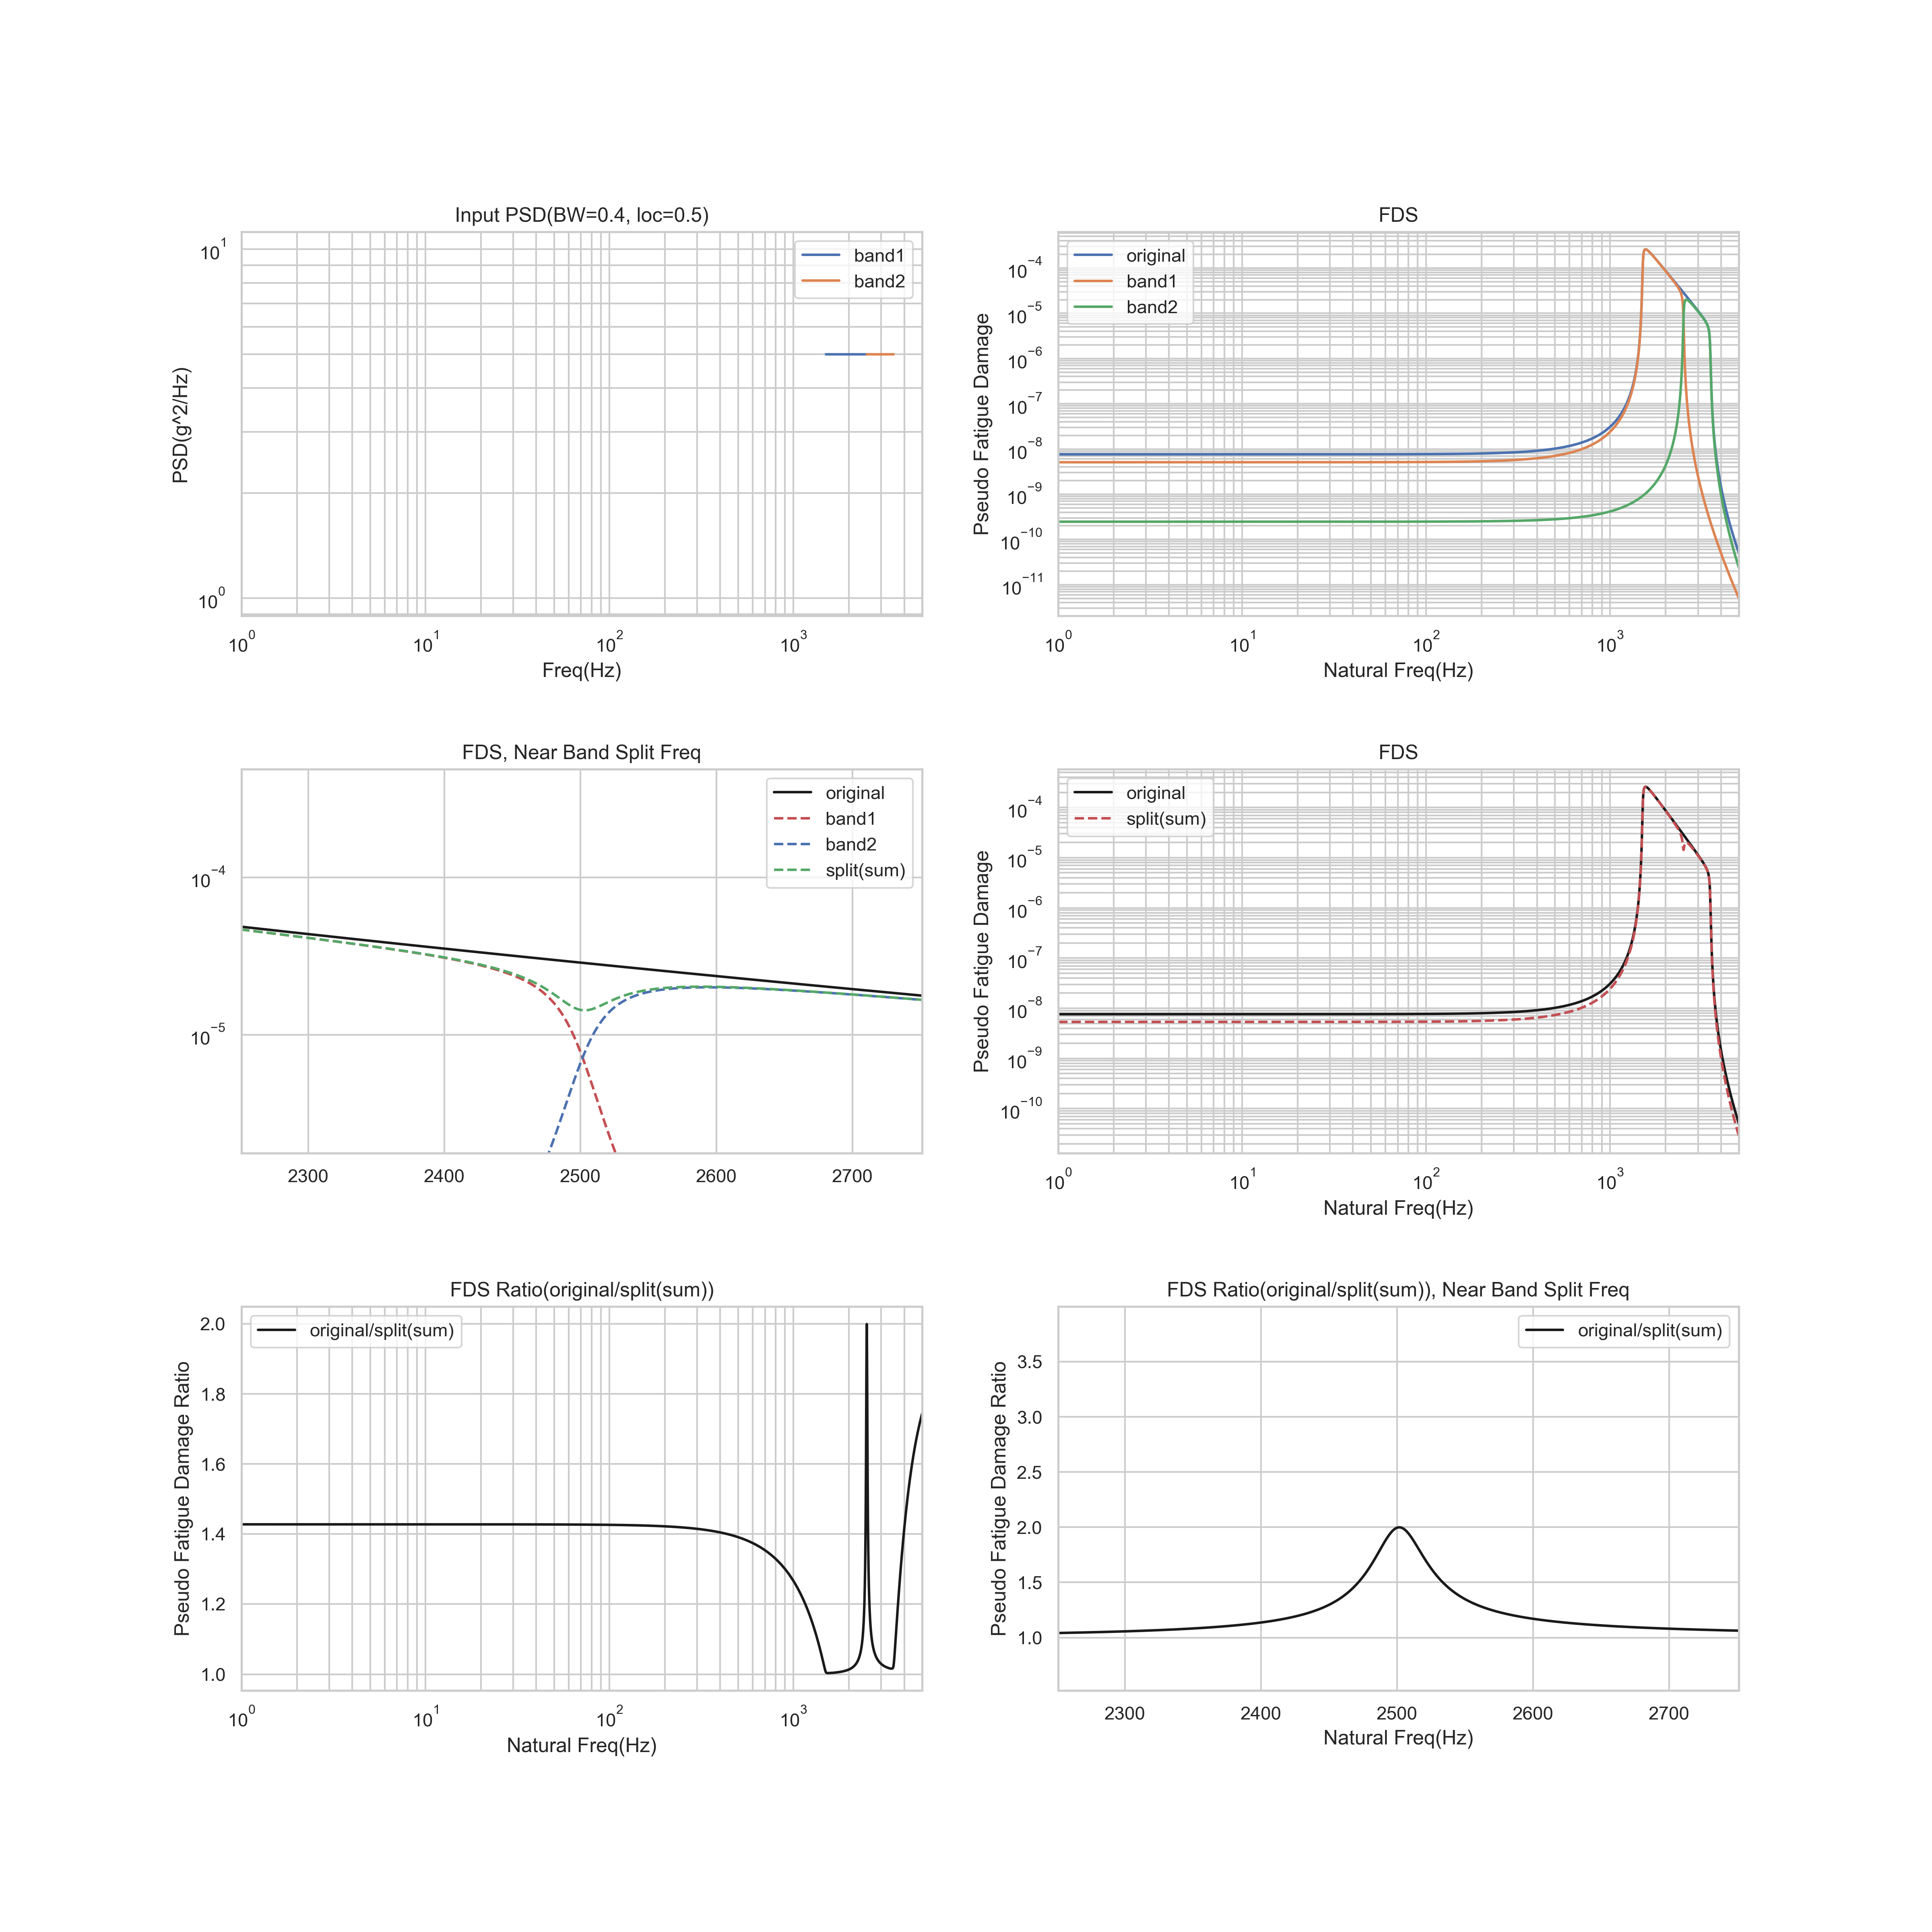 Input PSD(BW=0.4, loc=0.5)
PSD(g^2/Hz)
10^1
10^0
band1
band2
10^0 10^1 10^2 10^3
Freq(Hz)
FDS
Pseudo Fatigue Damage
10^−4
10^−5
10^−6
10^−7
10^−8
10^−9
10^−10
10^−11
original
band1
band2
10^0 10^1 10^2 10^3
Natural Freq(Hz)
FDS, Near Band Split Freq
10^−4
10^−5
original
band1
band2
split(sum)
2300 2400 2500 2600 2700
FDS
Pseudo Fatigue Damage
10^−4
10^−5
10^−6
10^−7
10^−8
10^−9
10^−10
original
split(sum)
10^0 10^1 10^2 10^3
Natural Freq(Hz)
FDS Ratio(original/split(sum))
Pseudo Fatigue Damage Ratio
2.0
1.8
1.6
1.4
1.2
1.0
original/split(sum)
10^0 10^1 10^2 10^3
Natural Freq(Hz)
FDS Ratio(original/split(sum)), Near Band Split Freq
Pseudo Fatigue Damage Ratio
3.5
3.0
2.5
2.0
1.5
1.0
original/split(sum)
2300 2400 2500 2600 2700
Natural Freq(Hz)